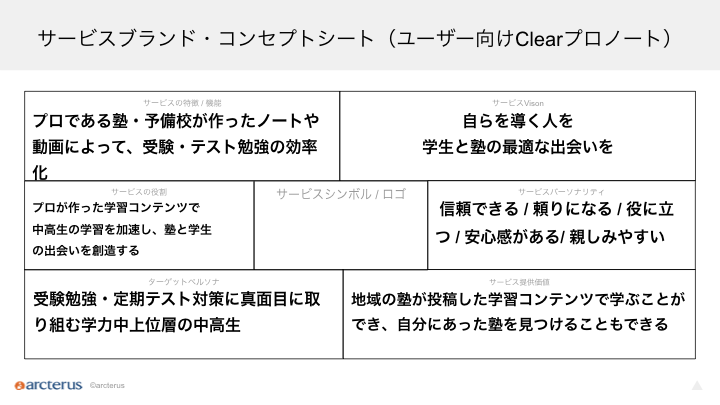 サービスブランド・コンセプトシート（ユーザー向けClearプロノート）
サービスの特徴 / 機能
プロである塾・予備校が作ったノートや
動画によって、受験・テスト勉強の効率
化
サービスVison
自らを導く人を
学生と塾の最適な出会いを
サービスの役割
プロが作った学習コンテンツで
中高生の学習を加速し、塾と学生
の出会いを創造する
サービスシンボル / ロゴ
サービスパーソナリティ
信頼できる / 頼りになる / 役に立
つ / 安心感がある/ 親しみやすい
ターゲットペルソナ
受験勉強・定期テスト対策に真面目に取
り組む学力中上位層の中高生
サービス提供価値
地域の塾が投稿した学習コンテンツで学ぶことが
でき、自分にあった塾を見つけることもできる
arcterus ©arcterus